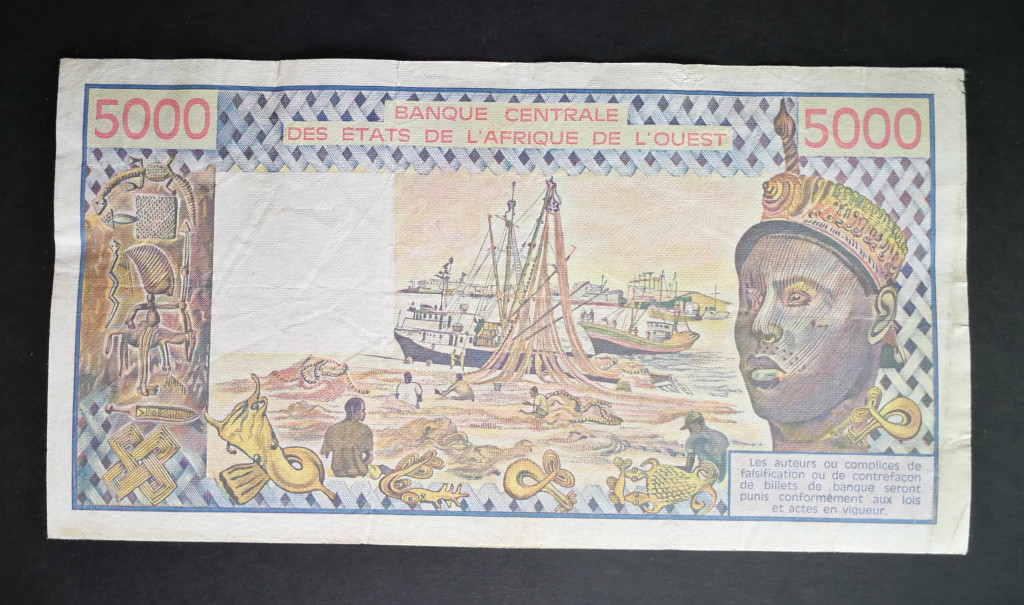 5000
BANQUE CENTRALE
DES ETATS DE L'AFRIQUE DE L'OUEST
5000
Les auteurs ou complices de
falsification ou de contrefaçon
de billets de banque seront
punis conformément aux lois
et actes en vigueur.